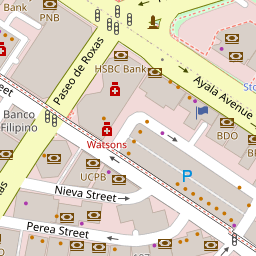 PNB
Paseo de Roxas
HSBC Bank
Ayala Avenue
Banco
Filipino
Watsons
BDO
UCPB
P
Nieva Street
Perea Street